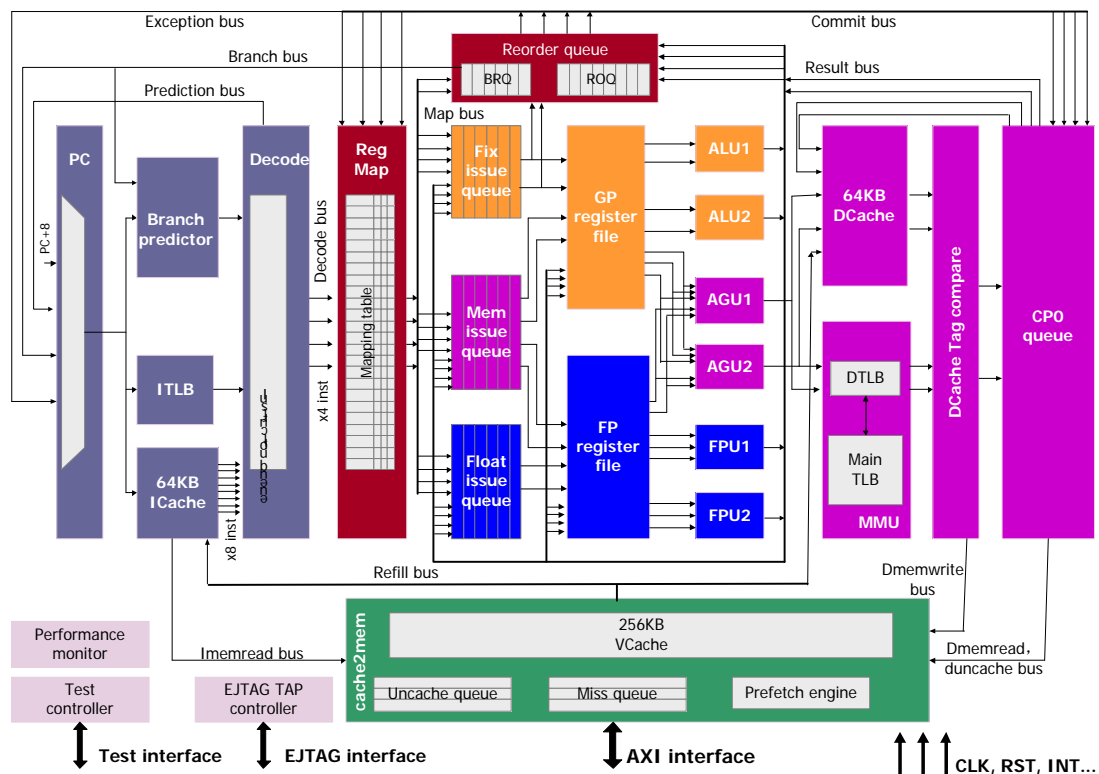 Exception bus
Commit bus
Reorder queue
Branch bus
BRQ
ROQ
Result bus
Prediction bus
Map bus
PC
Decode
Reg
Map
Fix
issue
queue
GP
register
file
ALU1
ALU2
64KB
DCache
DCache Tag compare
CP0
queue
PC+8
Branch
predictor
Decode bus
Mapping table
Mem
issue
queue
AGU1
AGU2
ITLB
x4 inst
DTLB
Main
TLB
MMU
64KB
ICache
x8 inst
Float
issue
queue
FP
register
file
FPU1
FPU2
Refill bus
Dmemwrite
bus
Performance
monitor
Imemread bus
cache2mem
256KB
VCache
Dmemread，
duncache bus
Test
controller
EJTAG TAP
controller
Uncache queue
Miss queue
Prefetch engine
Test interface
EJTAG interface
AXI interface
CLK, RST, INT...